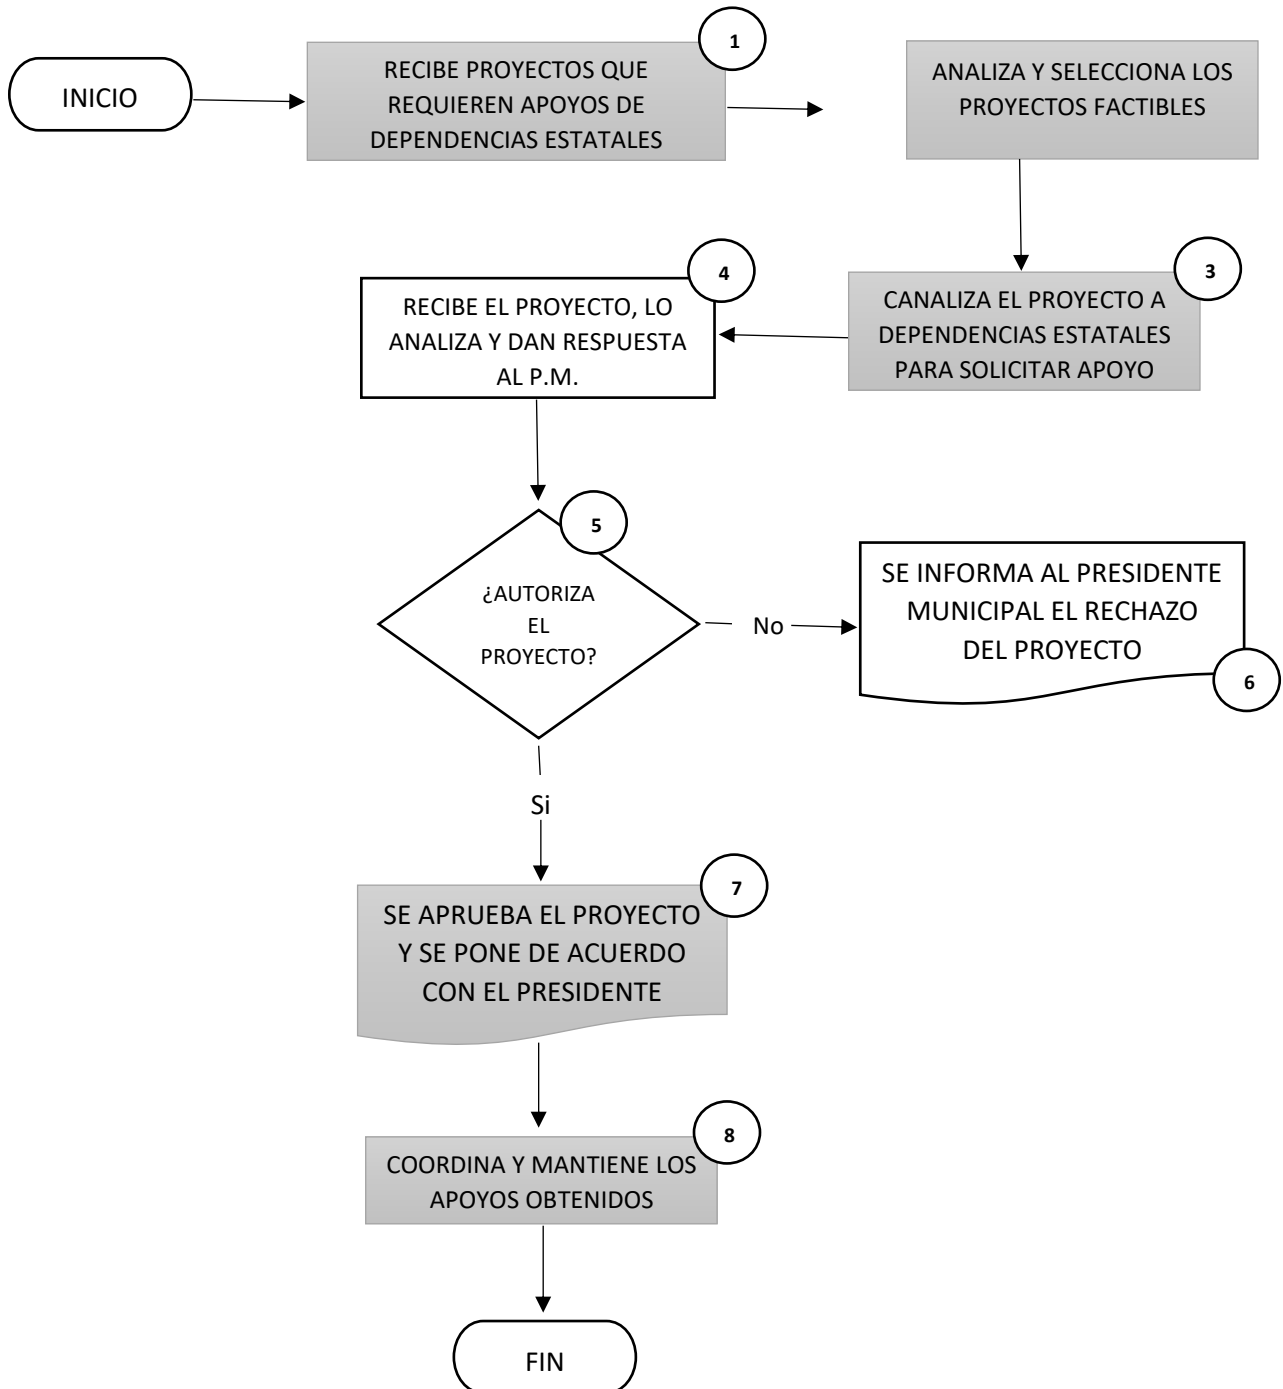 INICIO
1
RECIBE PROYECTOS QUE
REQUIEREN APOYOS DE
DEPENDENCIAS ESTATALES
ANALIZA Y SELECCIONA LOS
PROYECTOS FACTIBLES
3
CANALIZA EL PROYECTO A
DEPENDENCIAS ESTATALES
PARA SOLICITAR APOYO
4
RECIBE EL PROYECTO, LO
ANALIZA Y DAN RESPUESTA
AL P.M.
5
¿AUTORIZA
EL
PROYECTO?
No
SE INFORMA AL PRESIDENTE
MUNICIPAL EL RECHAZO
DEL PROYECTO
6
Si
7
SE APRUEBA EL PROYECTO
Y SE PONE DE ACUERDO
CON EL PRESIDENTE
8
COORDINA Y MANTIENE LOS
APOYOS OBTENIDOS
FIN